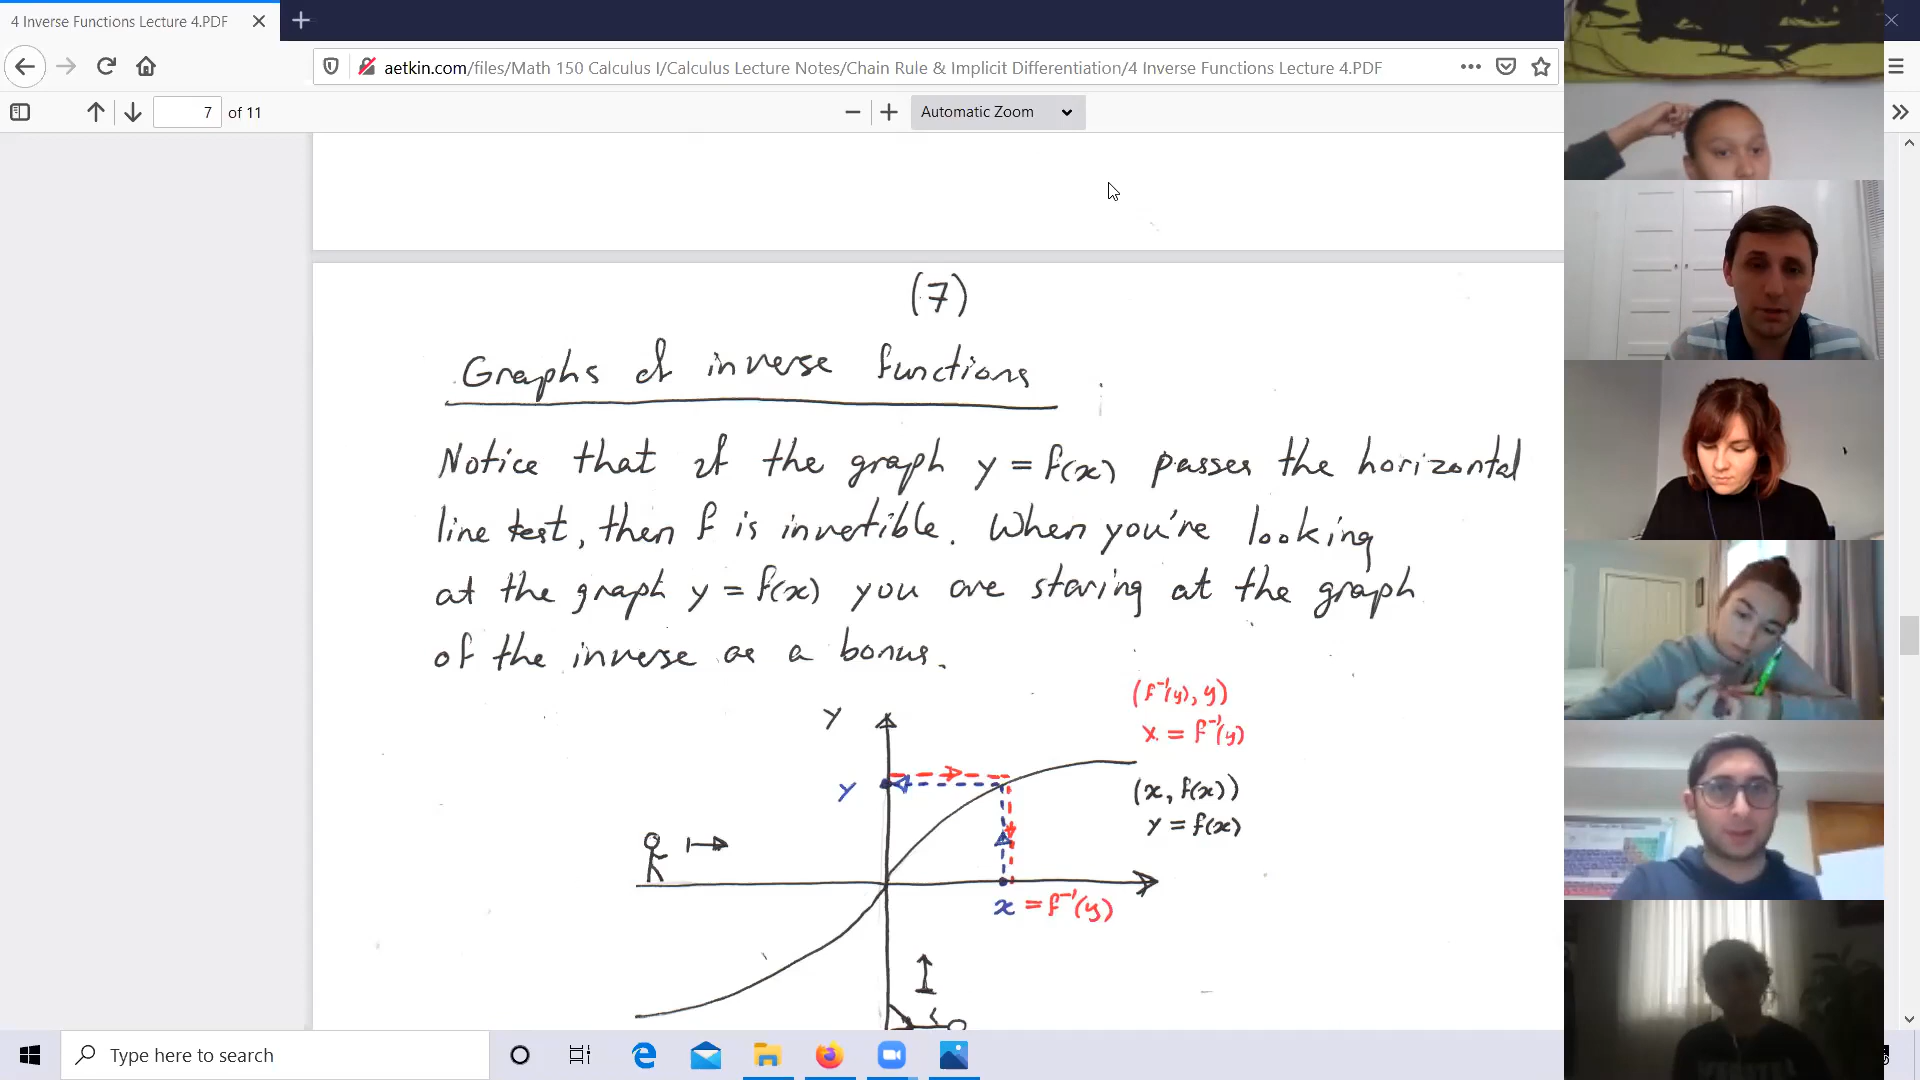 4 Inverse Functions Lecture 4.PDF
aetkin.com/files/Math 150 Calculus I/Calculus Lecture Notes/Chain Rule & Implicit Differentiation/4 Inverse Functions Lecture 4.PDF
7 of 11
Automatic Zoom
(7)
Graphs of inverse functions
Notice that if the graph y = f(x) passes the horizontal
line test, then f is invertible. When you're looking
at the graph y = f(x) you are staring at the graph
of the inverse as a bonus.
(f⁻¹(y), y)
y
x = f⁻¹(y)
y
(x, f(x))
y = f(x)
x = f⁻¹(y)
Type here to search